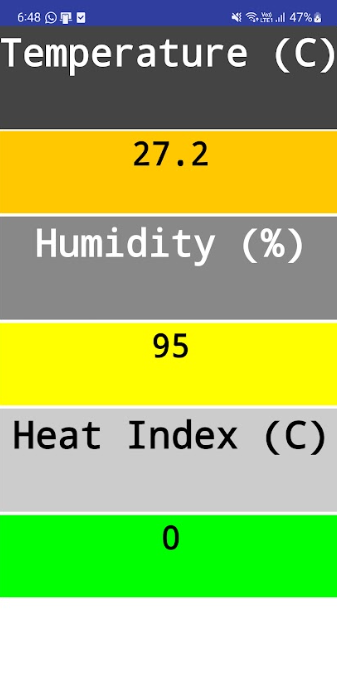 6:48 47%
Temperature (C)
27.2
Humidity (%)
95
Heat Index (C)
0